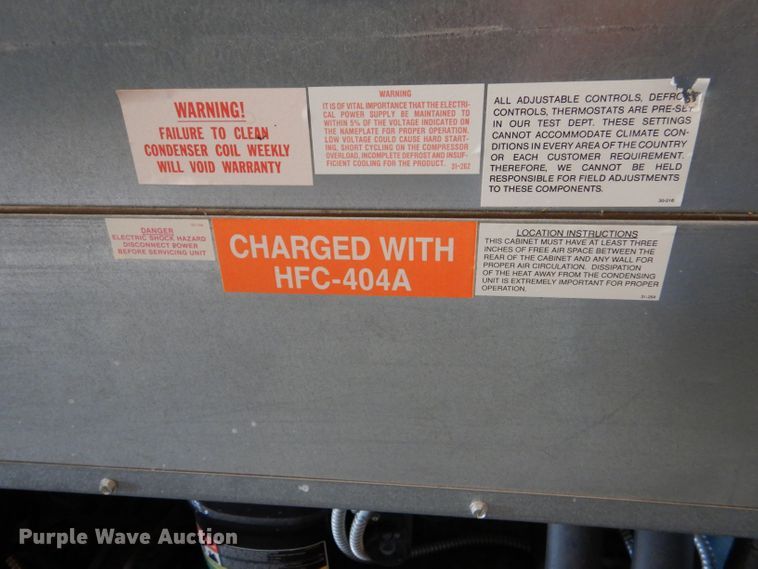 WARNING!
FAILURE TO CLEAN
CONDENSER COIL WEEKLY
WILL VOID WARRANTY
WARNING
IT IS OF VITAL IMPORTANCE THAT THE ELECTRI-
CAL POWER SUPPLY BE MAINTAINED TO
WITHIN 5% OF THE VOLTAGE INDICATED ON
THE NAMEPLATE FOR PROPER OPERATION.
LOW VOLTAGE COULD CAUSE HARD START-
ING, SHORT CYCLING ON THE COMPRESSOR
OVERLOAD, INCOMPLETE DEFROST AND INSUF-
FICIENT COOLING FOR THE PRODUCT. 31-262
ALL ADJUSTABLE CONTROLS, DEFROST
CONTROLS, THERMOSTATS ARE PRE-SET
IN OUR TEST DEPT. THESE SETTINGS
CANNOT ACCOMMODATE CLIMATE CON-
DITIONS IN EVERY AREA OF THE COUNTRY
OR EACH CUSTOMER REQUIREMENT.
THEREFORE, WE CANNOT BE HELD
RESPONSIBLE FOR FIELD ADJUSTMENTS
TO THESE COMPONENTS.
DANGER
ELECTRIC SHOCK HAZARD
DISCONNECT POWER
BEFORE SERVICING UNIT
CHARGED WITH
HFC-404A
LOCATION INSTRUCTIONS
THIS CABINET MUST HAVE AT LEAST THREE
INCHES OF FREE AIR SPACE BETWEEN THE
REAR OF THE CABINET AND ANY WALL FOR
PROPER AIR CIRCULATION. DISSIPATION
OF THE HEAT AWAY FROM THE CONDENSING
UNIT IS EXTREMELY IMPORTANT FOR PROPER
OPERATION.
31-264
Purple Wave Auction